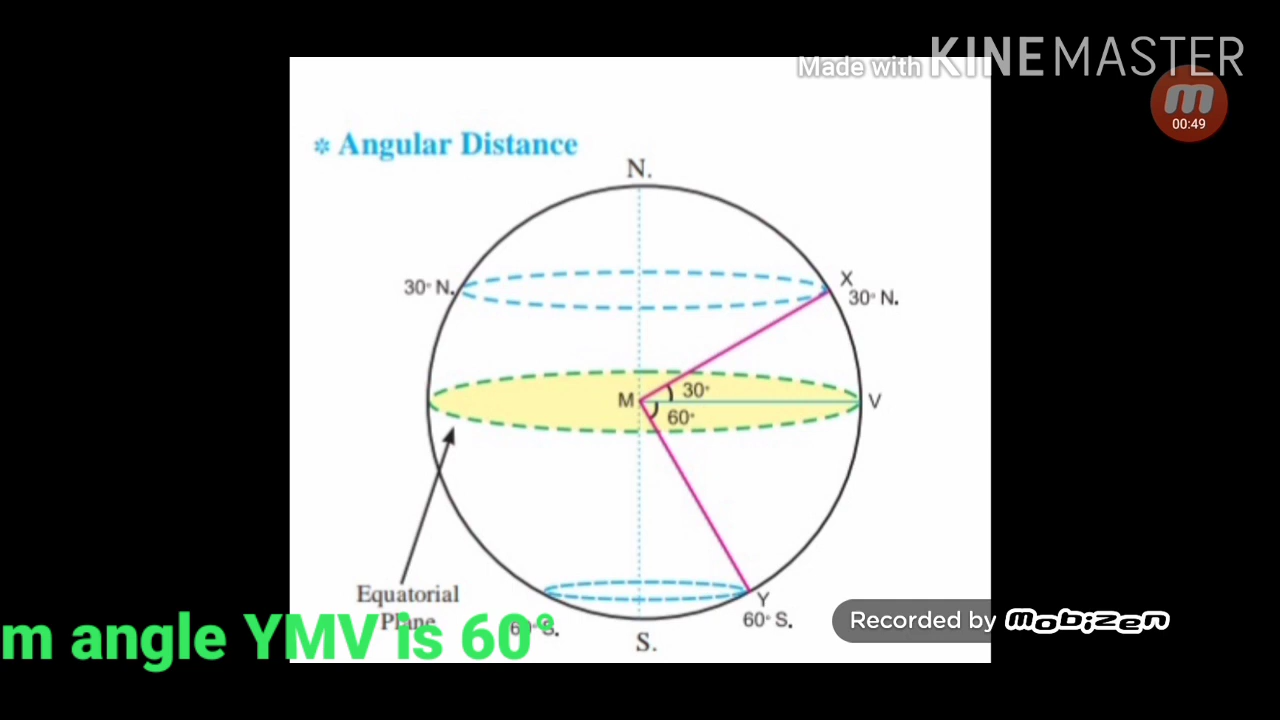 Made with KINEMASTER
00:49
* Angular Distance
N.
X
30° N.
30° N.
M
30°
V
60°
Equatorial
Plane
Y
60° S.
60° S.
S.
m angle YMV is 60°
Recorded by mobizen